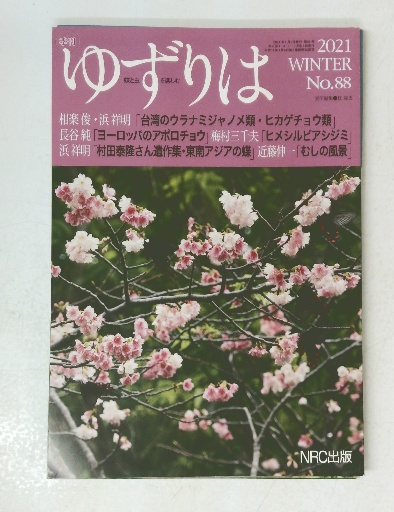 季刊
ゆずりは
2021
WINTER
No.88
相楽 俊・浜 祥明「台湾のウラナミジャノメ類・ヒカゲチョウ類」
長谷 純「ヨーロッパのアポロチョウ」梅村三千夫「ヒメシルビアシジミ」
浜 祥明「村田泰隆さん遺作集・東南アジアの蝶」近藤伸一「むしの風景」
NRC出版